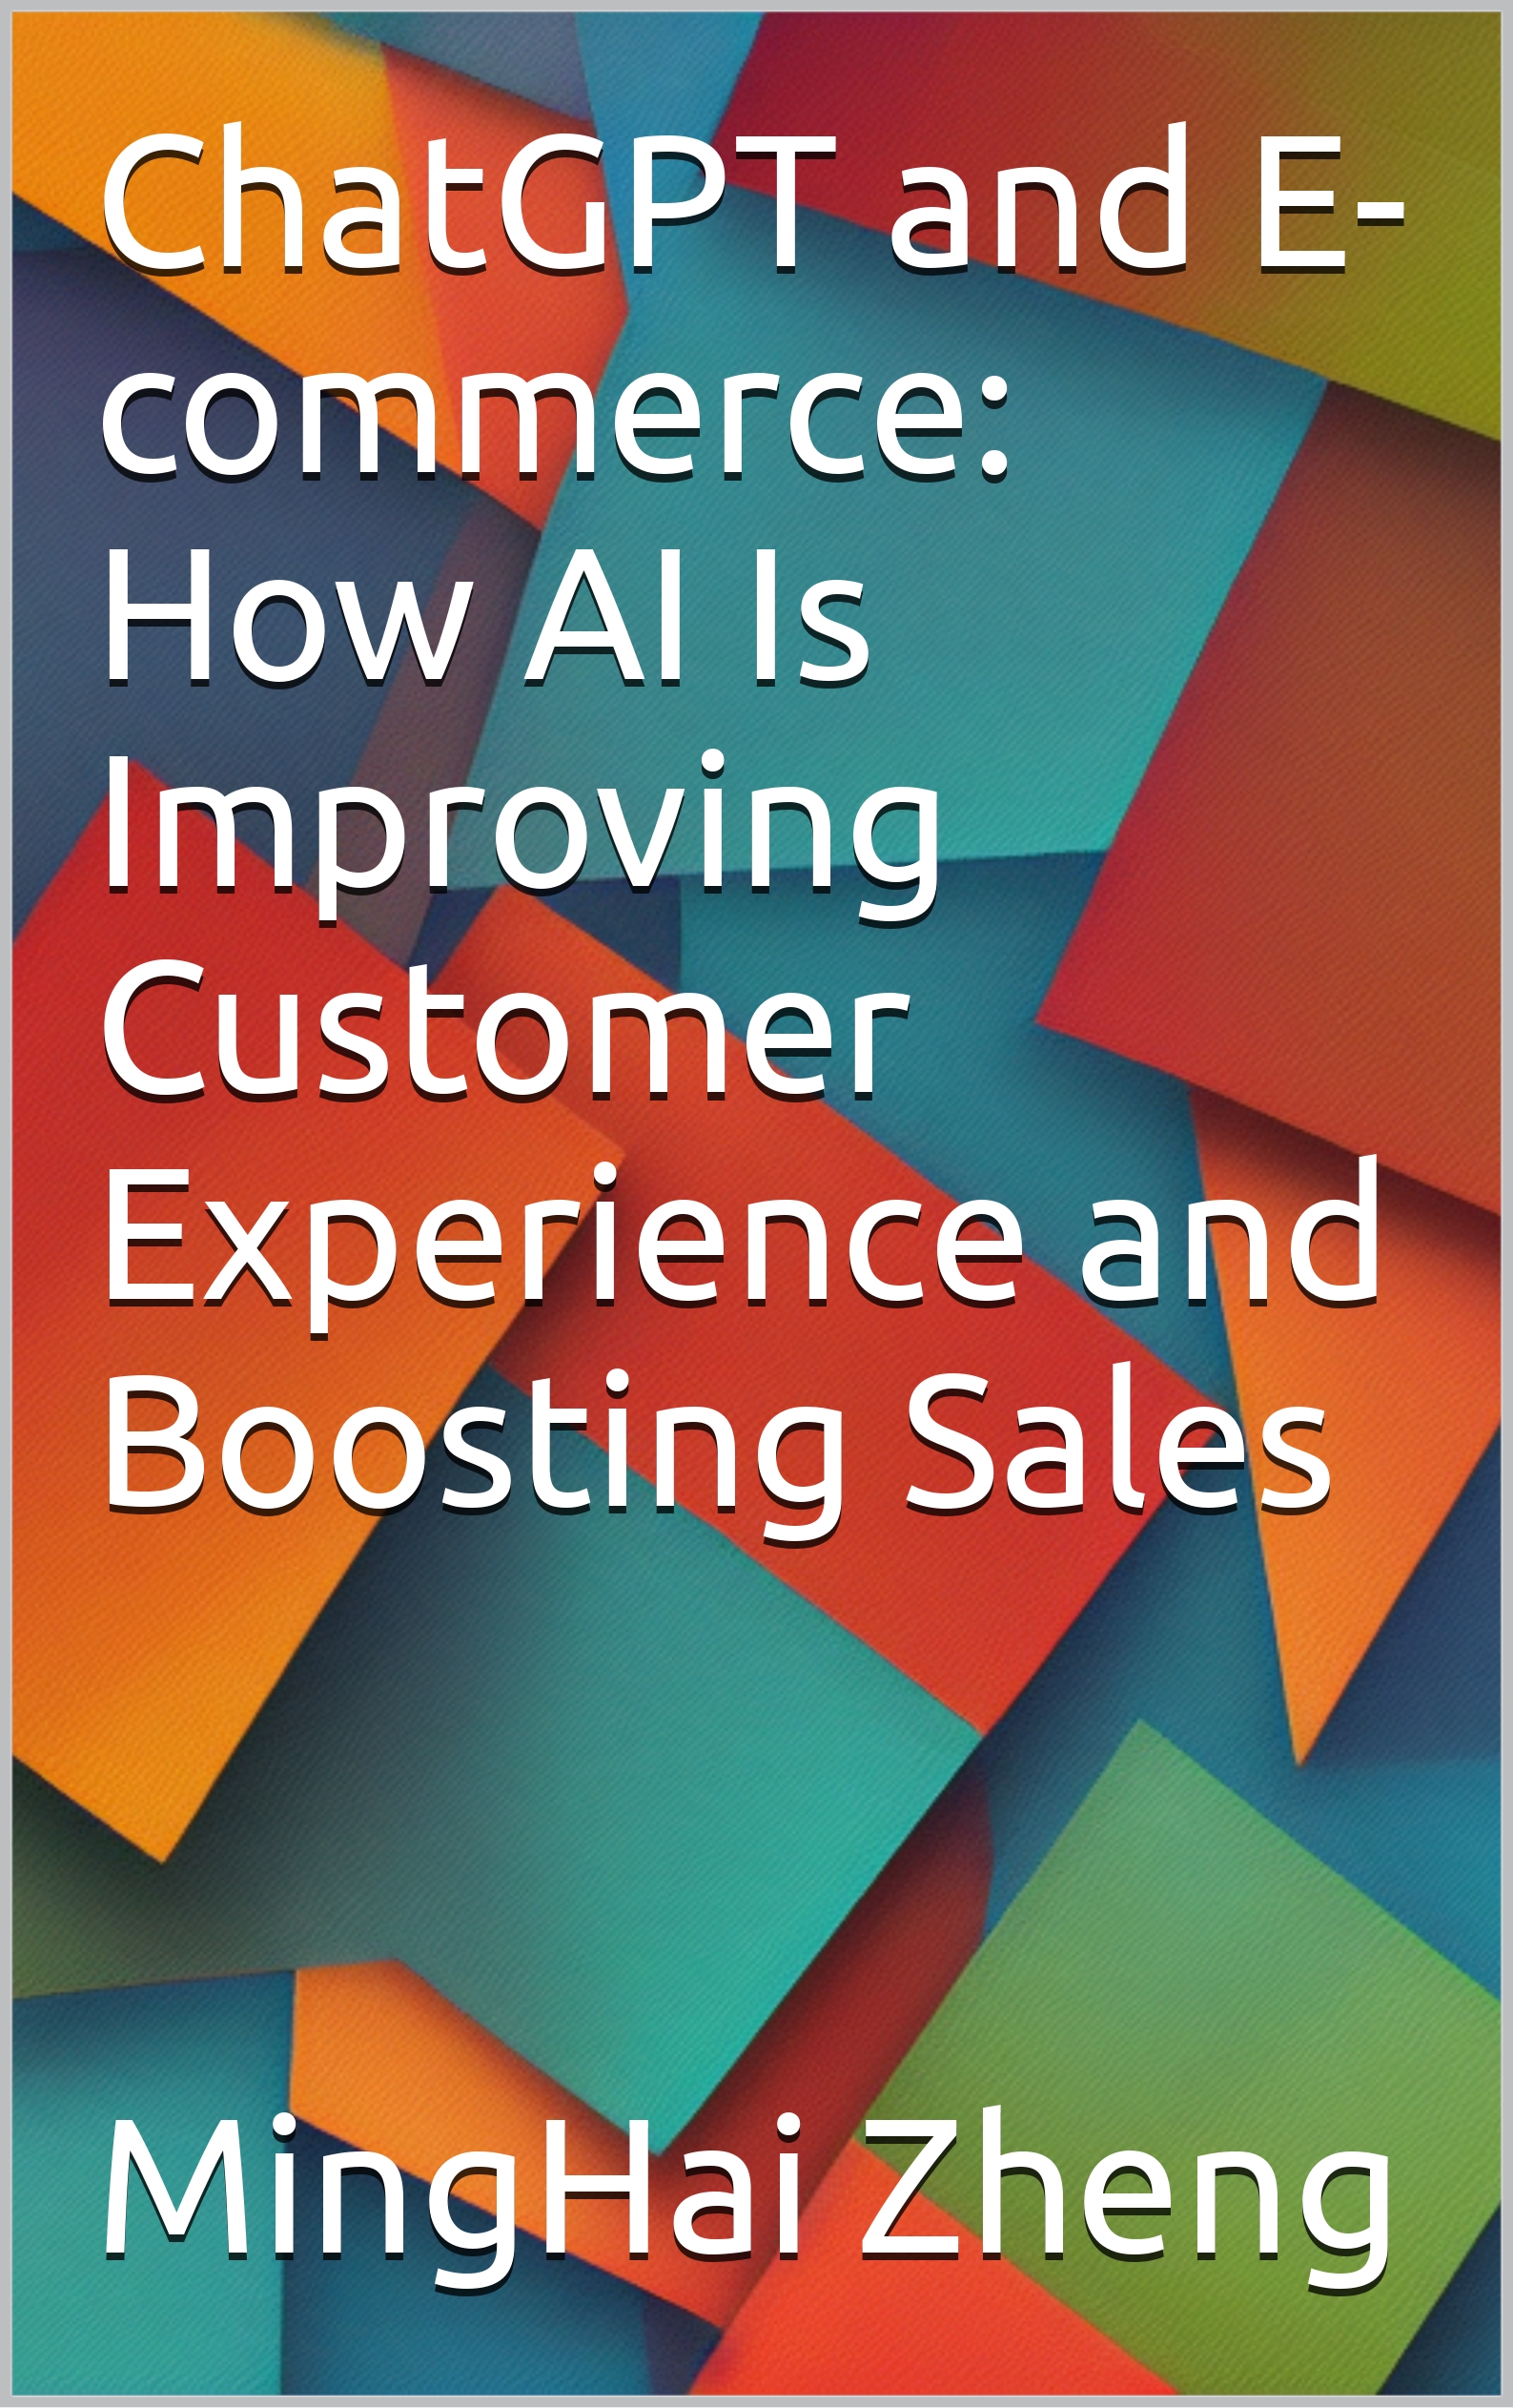 ChatGPT and E-
commerce:
How AI Is
Improving
Customer
Experience and
Boosting Sales
MingHai Zheng